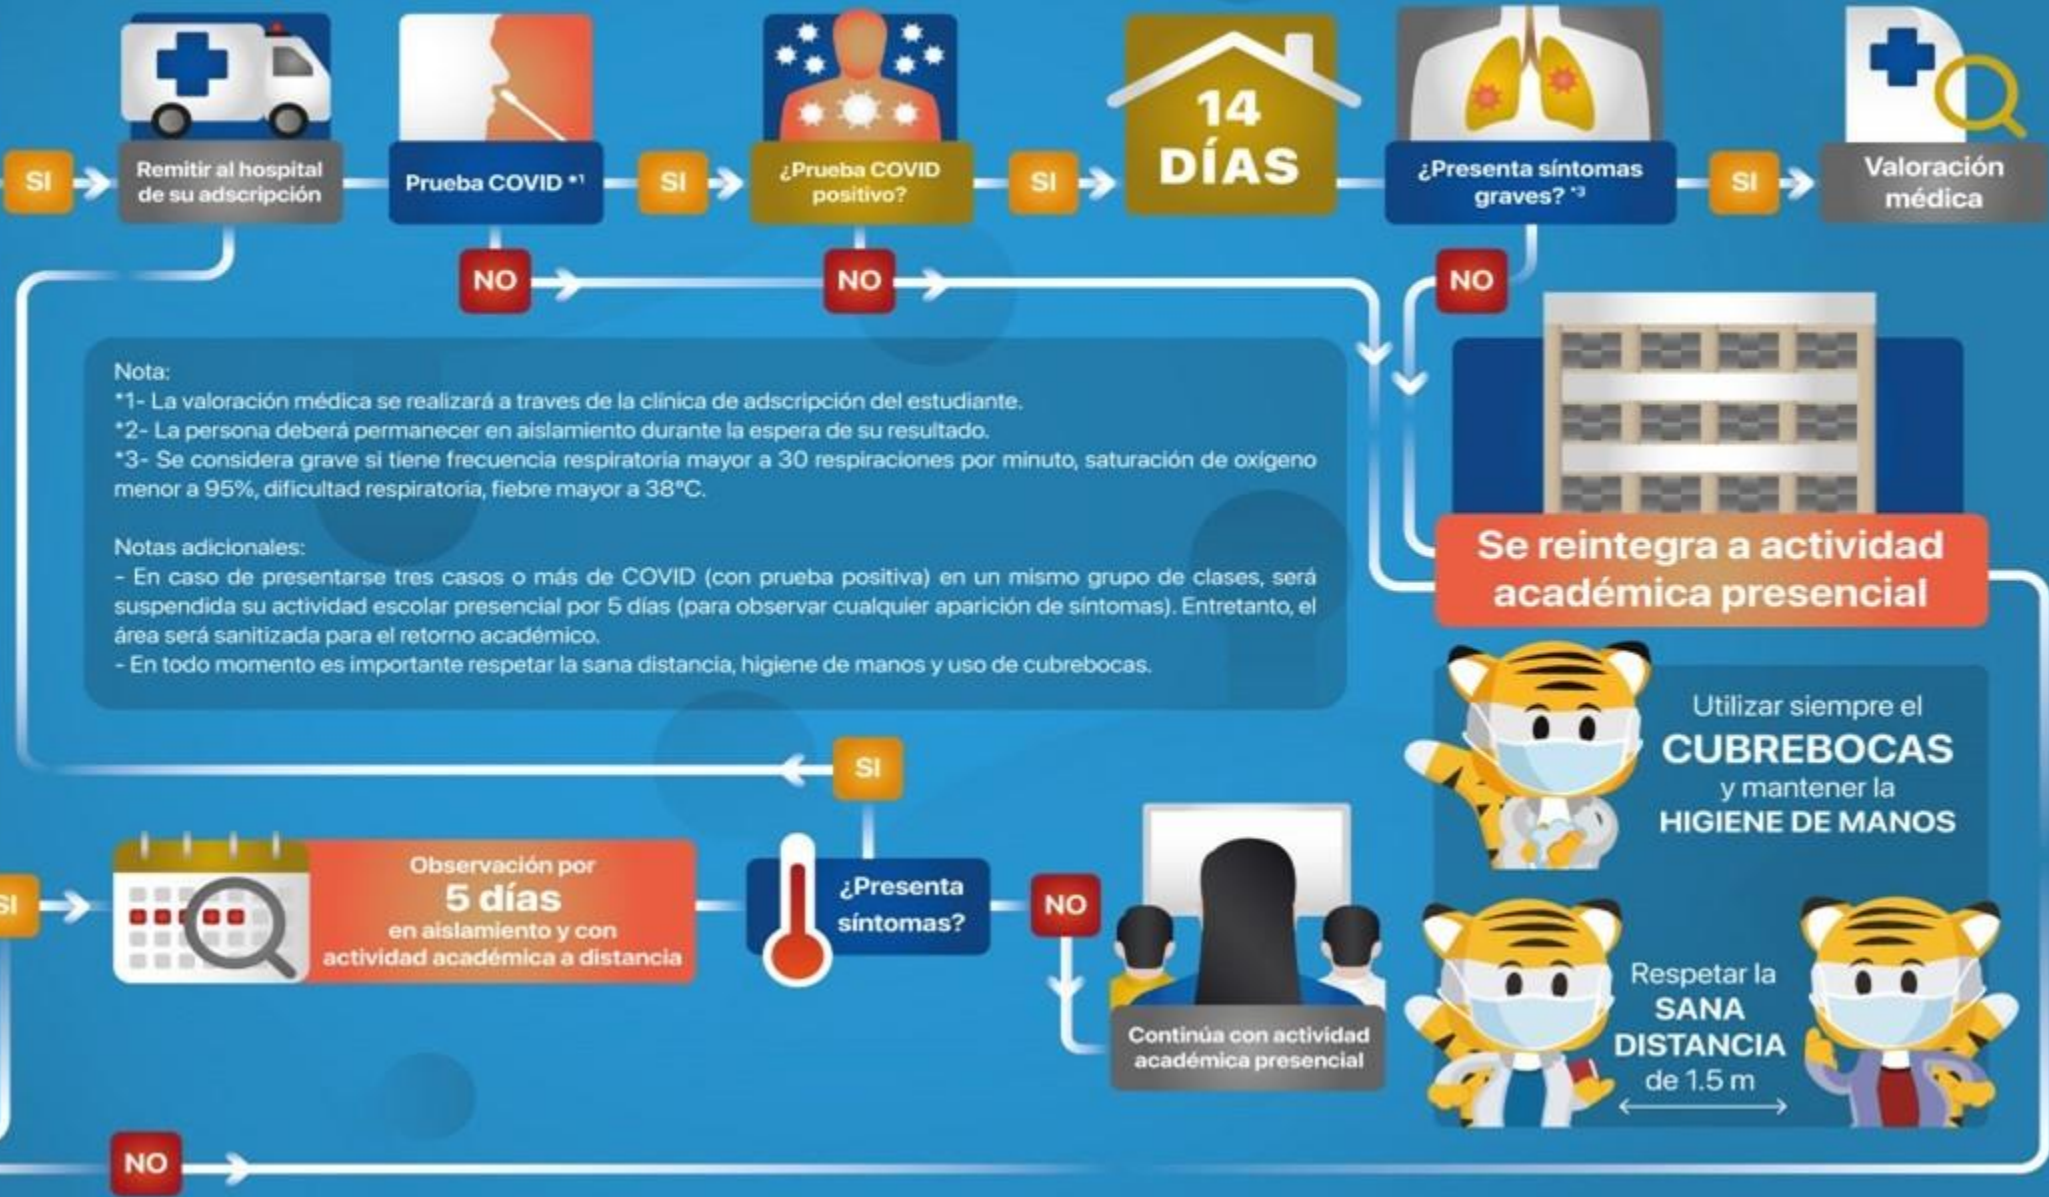 SI
Remitir al hospital
de su adscripción
Prueba COVID *1
SI
¿Prueba COVID
positivo?
SI
14
DÍAS
¿Presenta síntomas
graves? *3
SI
Valoración
médica
NO
NO
NO
Nota:
*1- La valoración médica se realizará a traves de la clínica de adscripción del estudiante.
*2- La persona deberá permanecer en aislamiento durante la espera de su resultado.
*3- Se considera grave si tiene frecuencia respiratoria mayor a 30 respiraciones por minuto, saturación de oxígeno
menor a 95%, dificultad respiratoria, fiebre mayor a 38°C.
Notas adicionales:
- En caso de presentarse tres casos o más de COVID (con prueba positiva) en un mismo grupo de clases, será
suspendida su actividad escolar presencial por 5 días (para observar cualquier aparición de síntomas). Entretanto, el
área será sanitizada para el retorno académico.
- En todo momento es importante respetar la sana distancia, higiene de manos y uso de cubrebocas.
Se reintegra a actividad
académica presencial
Utilizar siempre el
CUBREBOCAS
y mantener la
HIGIENE DE MANOS
SI
SI
Observación por
5 días
en aislamiento y con
actividad académica a distancia
¿Presenta
síntomas?
NO
Continúa con actividad
académica presencial
Respetar la
SANA
DISTANCIA
de 1.5 m
NO